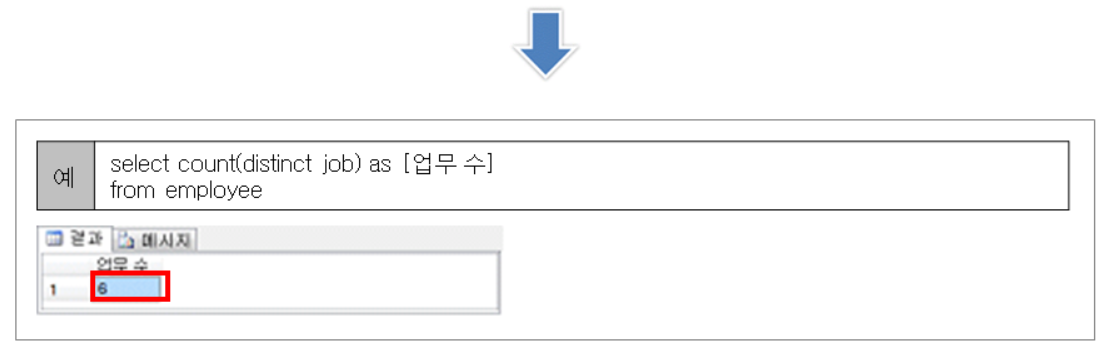 예
select count(distinct job) as [업무 수]
from employee
결과 메시지
업무 수
1 6